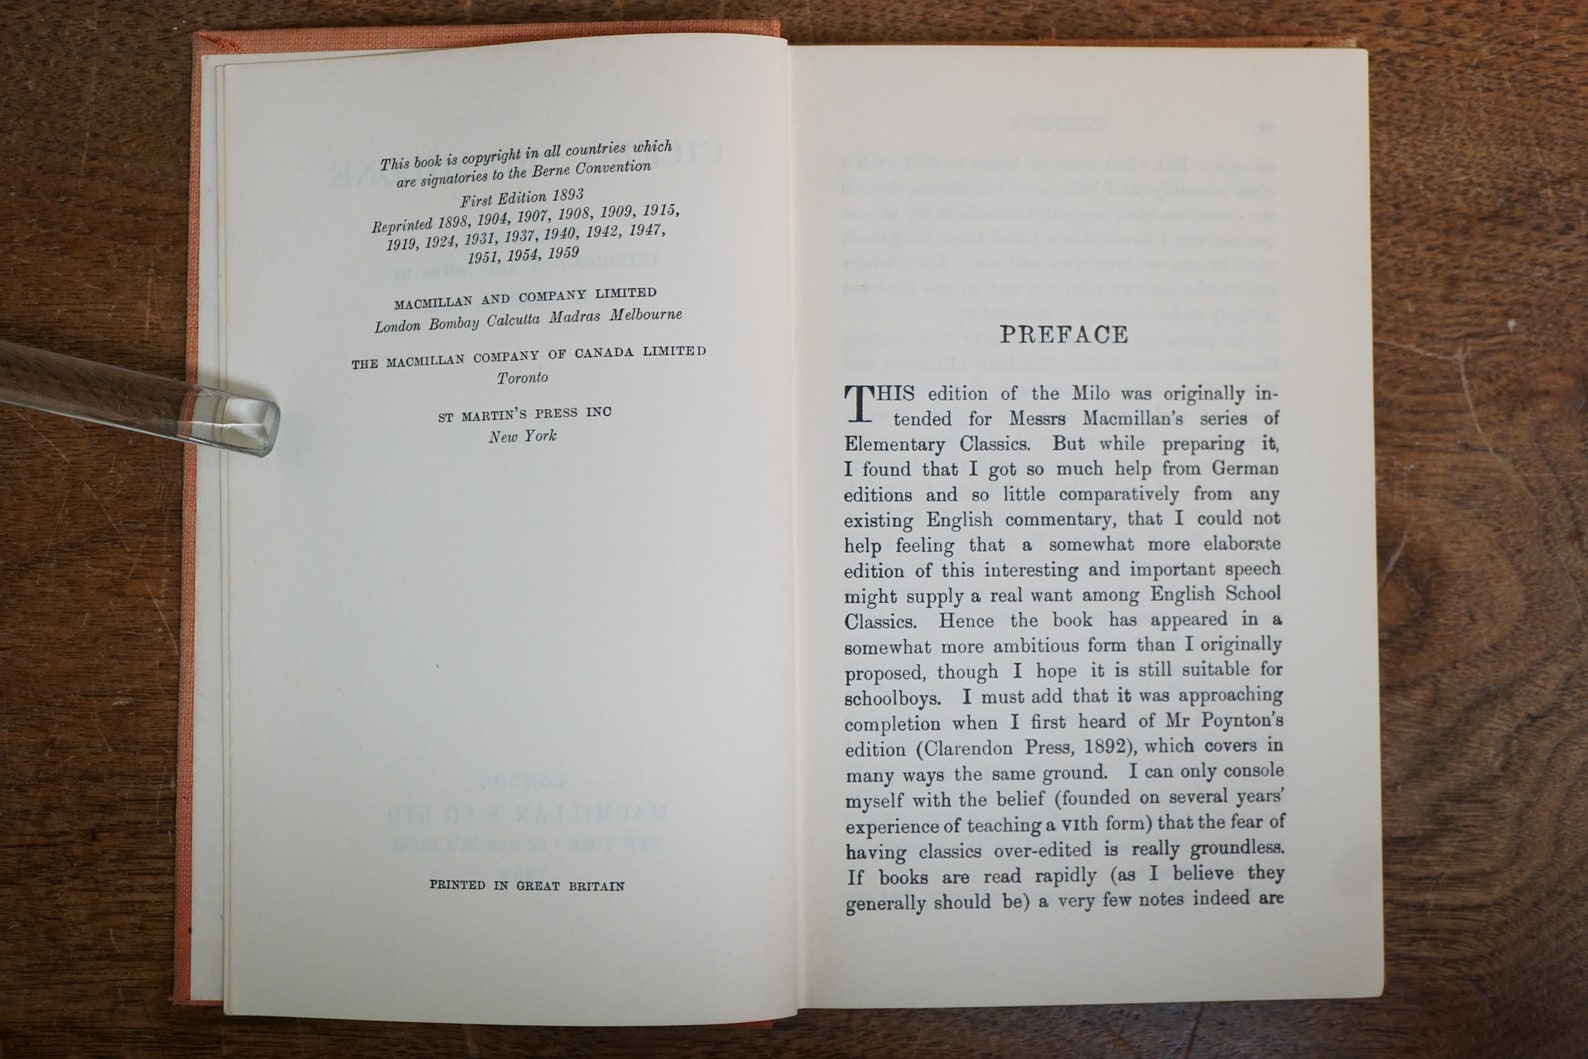 This book is copyright in all countries which
are signatories to the Berne Convention
First Edition 1893
Reprinted 1898, 1904, 1907, 1908, 1909, 1915,
1919, 1924, 1931, 1937, 1940, 1942, 1947,
1951, 1954, 1959
MACMILLAN AND COMPANY LIMITED
London Bombay Calcutta Madras Melbourne
THE MACMILLAN COMPANY OF CANADA LIMITED
Toronto
ST MARTIN'S PRESS INC
New York
PRINTED IN GREAT BRITAIN
PREFACE
THIS edition of the Milo was originally in-
tended for Messrs Macmillan's series of
Elementary Classics. But while preparing it,
I found that I got so much help from German
editions and so little comparatively from any
existing English commentary, that I could not
help feeling that a somewhat more elaborate
edition of this interesting and important speech
might supply a real want among English School
Classics. Hence the book has appeared in a
somewhat more ambitious form than I originally
proposed, though I hope it is still suitable for
schoolboys. I must add that it was approaching
completion when I first heard of Mr Poynton's
edition (Clarendon Press, 1892), which covers in
many ways the same ground. I can only console
myself with the belief (founded on several years'
experience of teaching a VIth form) that the fear of
having classics over-edited is really groundless.
If books are read rapidly (as I believe they
generally should be) a very few notes indeed are